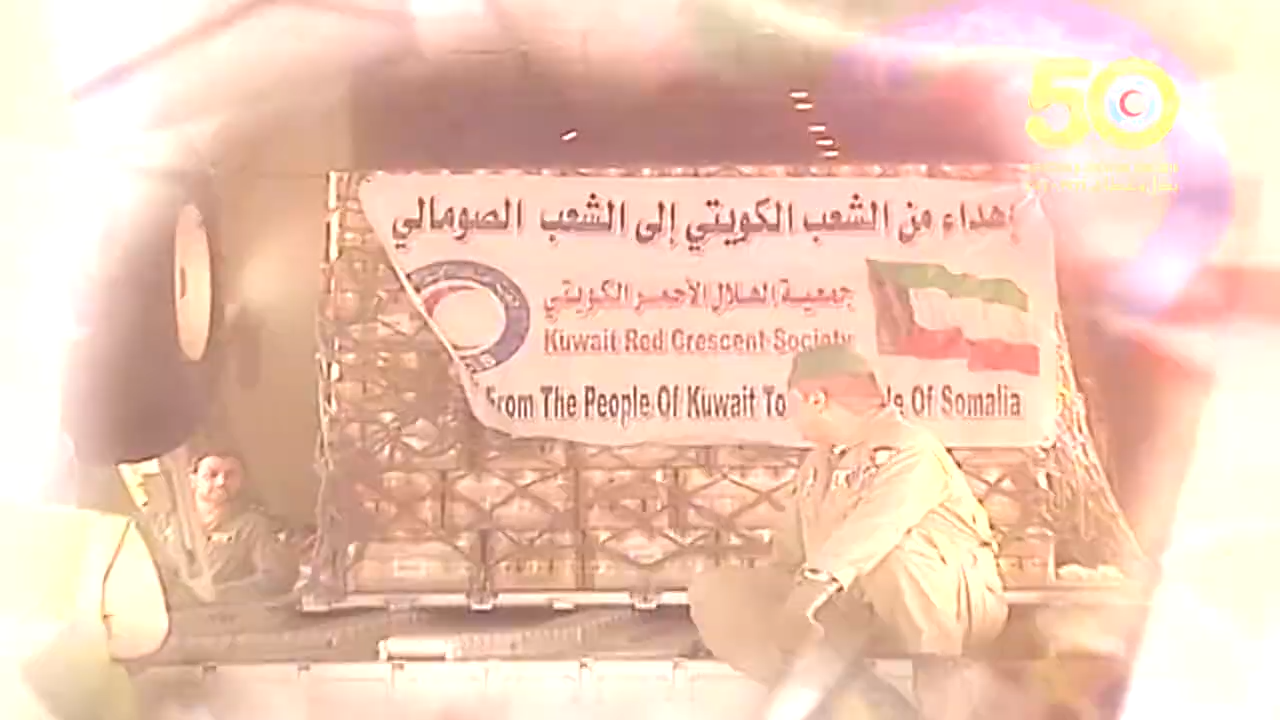 50
إهداء من الشعب الكويتي إلى الشعب الصومالي
جمعية الهلال الأحمر الكويتي
Kuwait Red Crescent Society
From The People Of Kuwait To Of Somalia